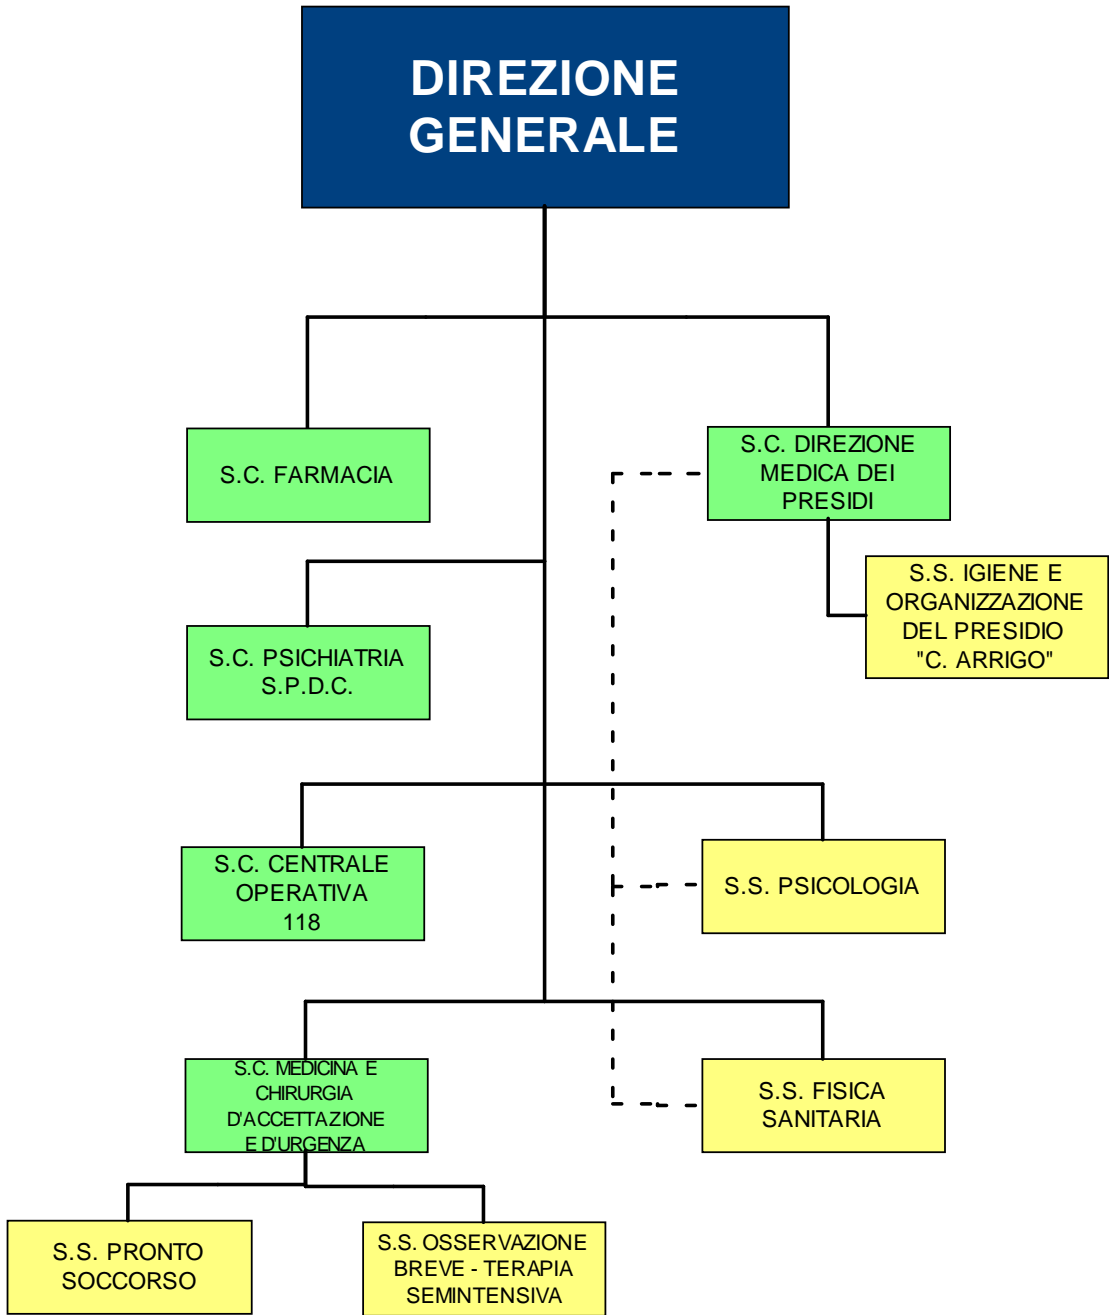 DIREZIONE
GENERALE
S.C. FARMACIA
S.C. DIREZIONE
MEDICA DEI
PRESIDI
S.S. IGIENE E
ORGANIZZAZIONE
DEL PRESIDIO
"C. ARRIGO"
S.C. PSICHIATRIA
S.P.D.C.
S.C. CENTRALE
OPERATIVA
118
S.S. PSICOLOGIA
S.C. MEDICINA E
CHIRURGIA
D'ACCETTAZIONE
E D'URGENZA
S.S. FISICA
SANITARIA
S.S. PRONTO
SOCCORSO
S.S. OSSERVAZIONE
BREVE - TERAPIA
SEMINTENSIVA